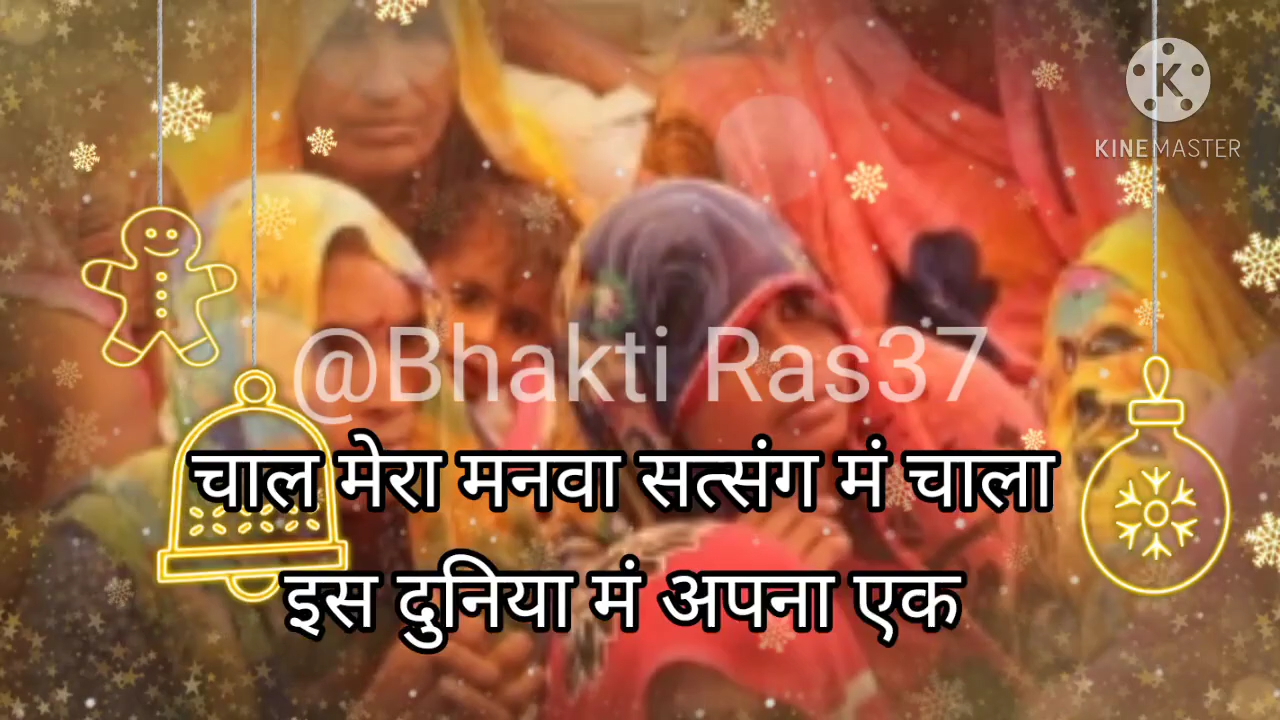 KINEMASTER
@Bhakti Ras37
चाल मेरा मनवा सत्संग मं चाला
इस दुनिया मं अपना एक